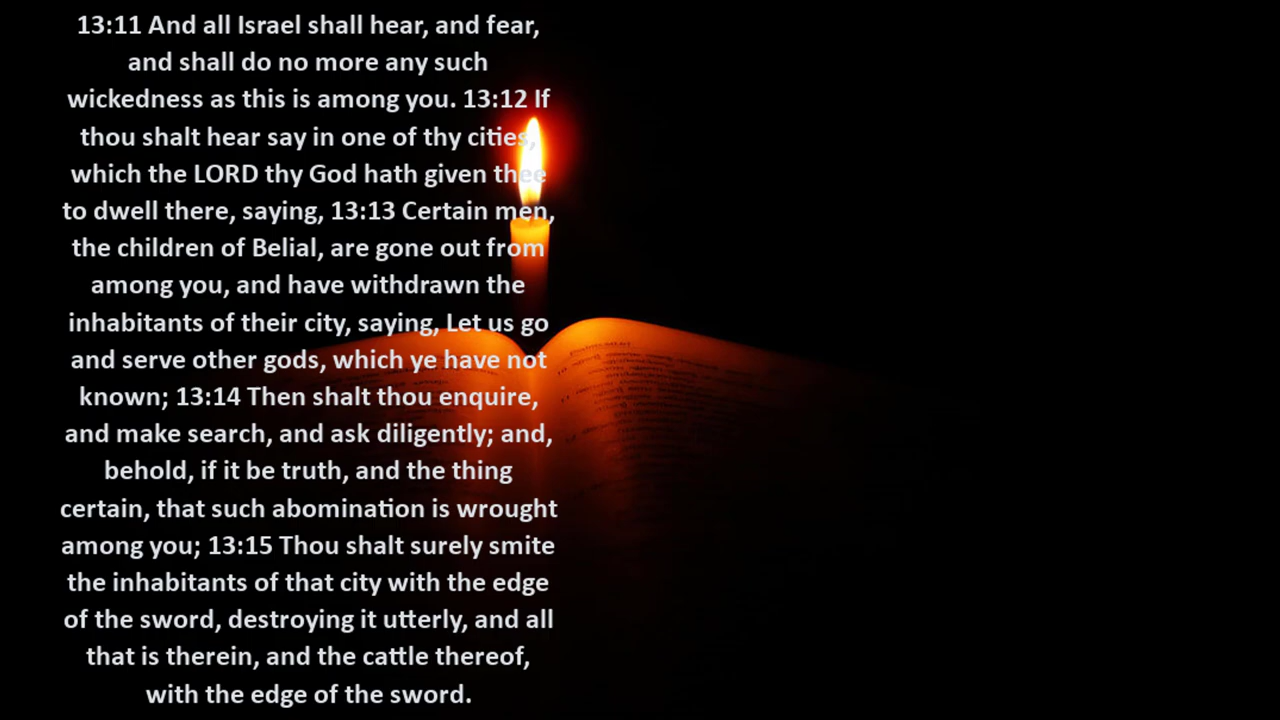 13:11 And all Israel shall hear, and fear,
and shall do no more any such
wickedness as this is among you. 13:12 If
thou shalt hear say in one of thy cities,
which the LORD thy God hath given thee
to dwell there, saying, 13:13 Certain men,
the children of Belial, are gone out from
among you, and have withdrawn the
inhabitants of their city, saying, Let us go
and serve other gods, which ye have not
known; 13:14 Then shalt thou enquire,
and make search, and ask diligently; and,
behold, if it be truth, and the thing
certain, that such abomination is wrought
among you; 13:15 Thou shalt surely smite
the inhabitants of that city with the edge
of the sword, destroying it utterly, and all
that is therein, and the cattle thereof,
with the edge of the sword.